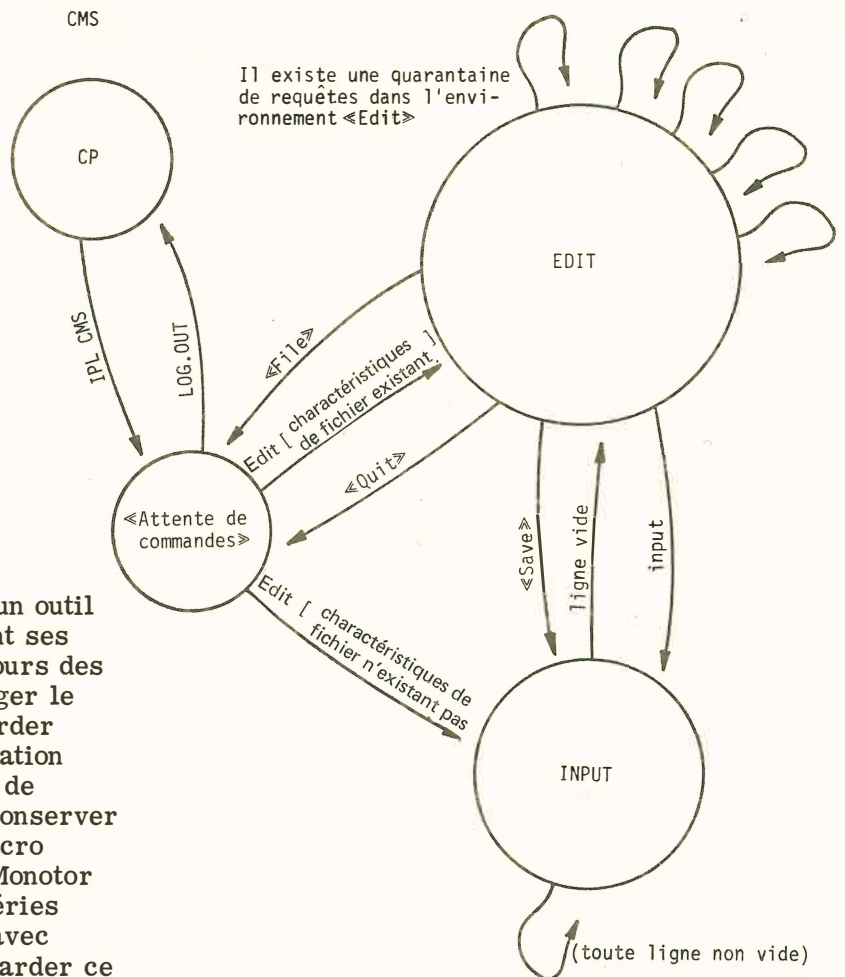 CMS
Il existe une quarantaine
de requêtes dans l'envi-
ronnement «Edit»
CP
EDIT
IPL CMS
LOG.OUT
«File»
Edit [ charactéristiques ]
de fichier existant.
«Quit»
«Attente de
commandes»
«Save»
ligne vide
input
Edit [ charactéristiques de
fichier n'existant pas
INPUT
(toute ligne non vide)
un outil
nt ses
ours des
ger le
rder
ation
de
onserver
cro
Monotor
éries
avec
arder ce